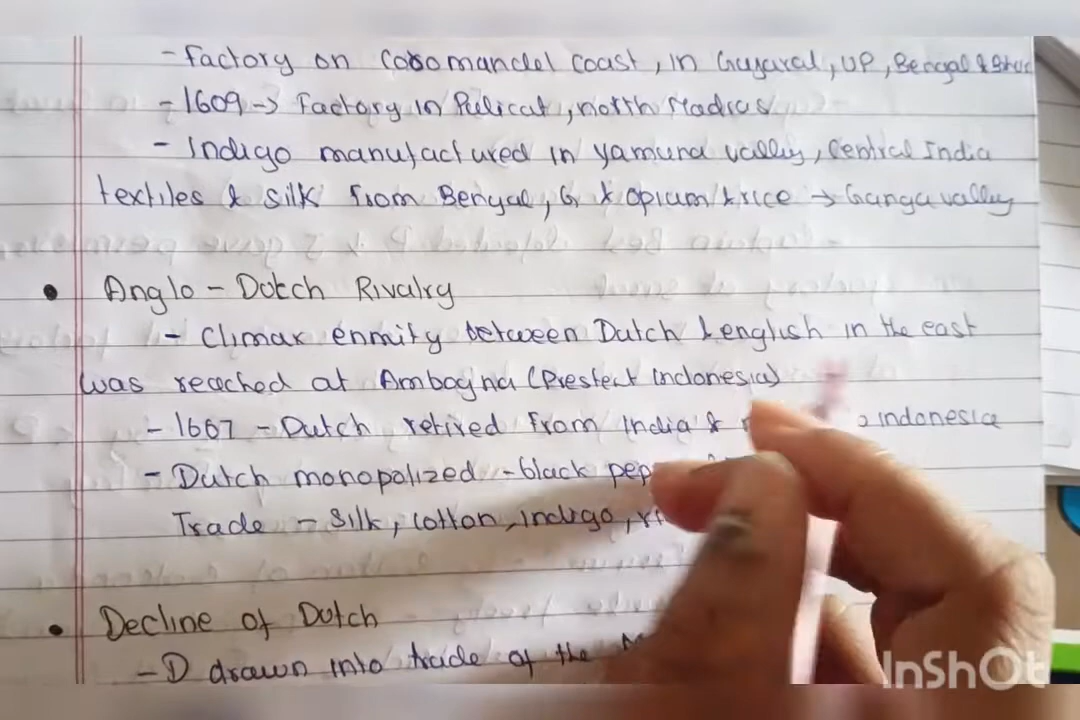 - Factory on Coromandel Coast, in Gujarat, UP, Bengal &
- 1609 → Factory in Pulicat, north Madras
- Indigo manufactured in yamuna valley, Central India
textiles & silk from Bengal, G & opium & rice → Ganga valley
• Anglo - Dutch Rivalry
- Climax enmity between Dutch & english in the east
was reached at Amboyna (Present Indonesia)
- 1667 - Dutch retired from India & indonesia
- Dutch monopolized - black
Trade - Silk, cotton, indigo,
• Decline of Dutch
- D drawn into trade of the
InShOt